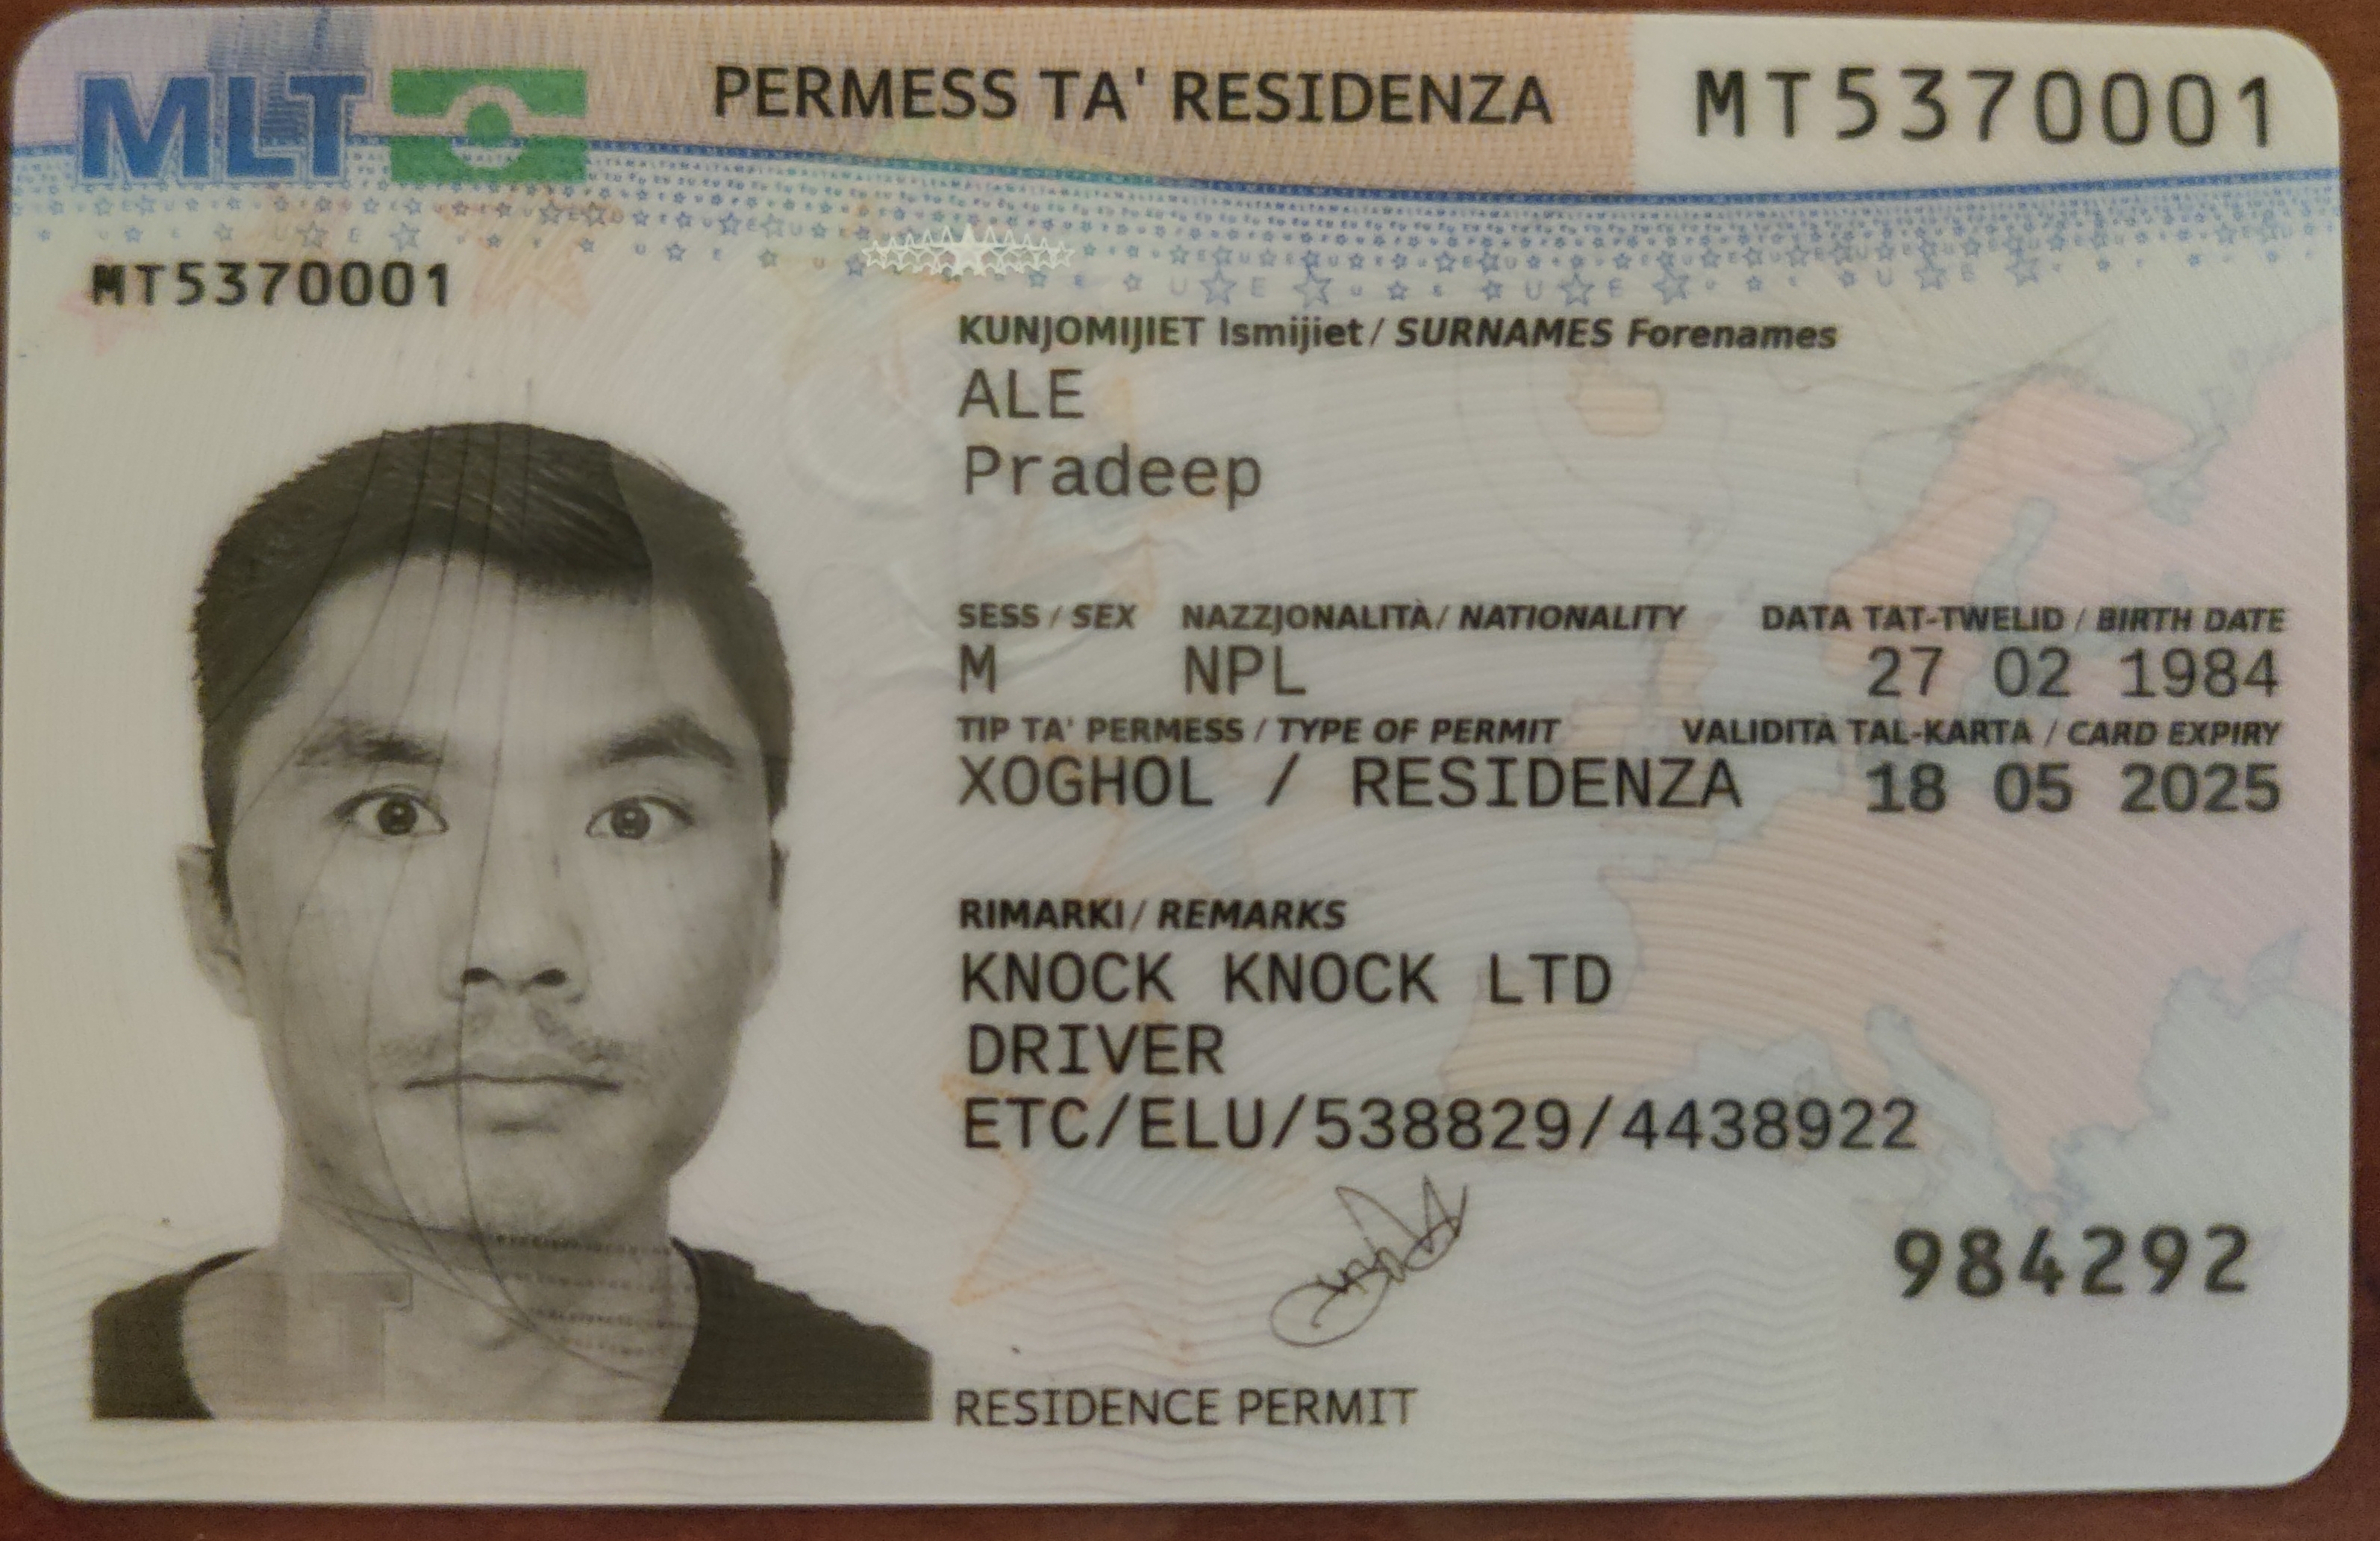 MLT PERMESS TA' RESIDENZA MT5370001
MT5370001
KUNJOMIJIET Ismijiet / SURNAMES Forenames
ALE
Pradeep
SESS / SEX NAZZJONALITÀ / NATIONALITY DATA TAT-TWELID / BIRTH DATE
M NPL 27 02 1984
TIP TA' PERMESS / TYPE OF PERMIT VALIDITÀ TAL-KARTA / CARD EXPIRY
XOGHOL / RESIDENZA 18 05 2025
RIMARKI / REMARKS
KNOCK KNOCK LTD
DRIVER
ETC/ELU/538829/4438922
984292
RESIDENCE PERMIT